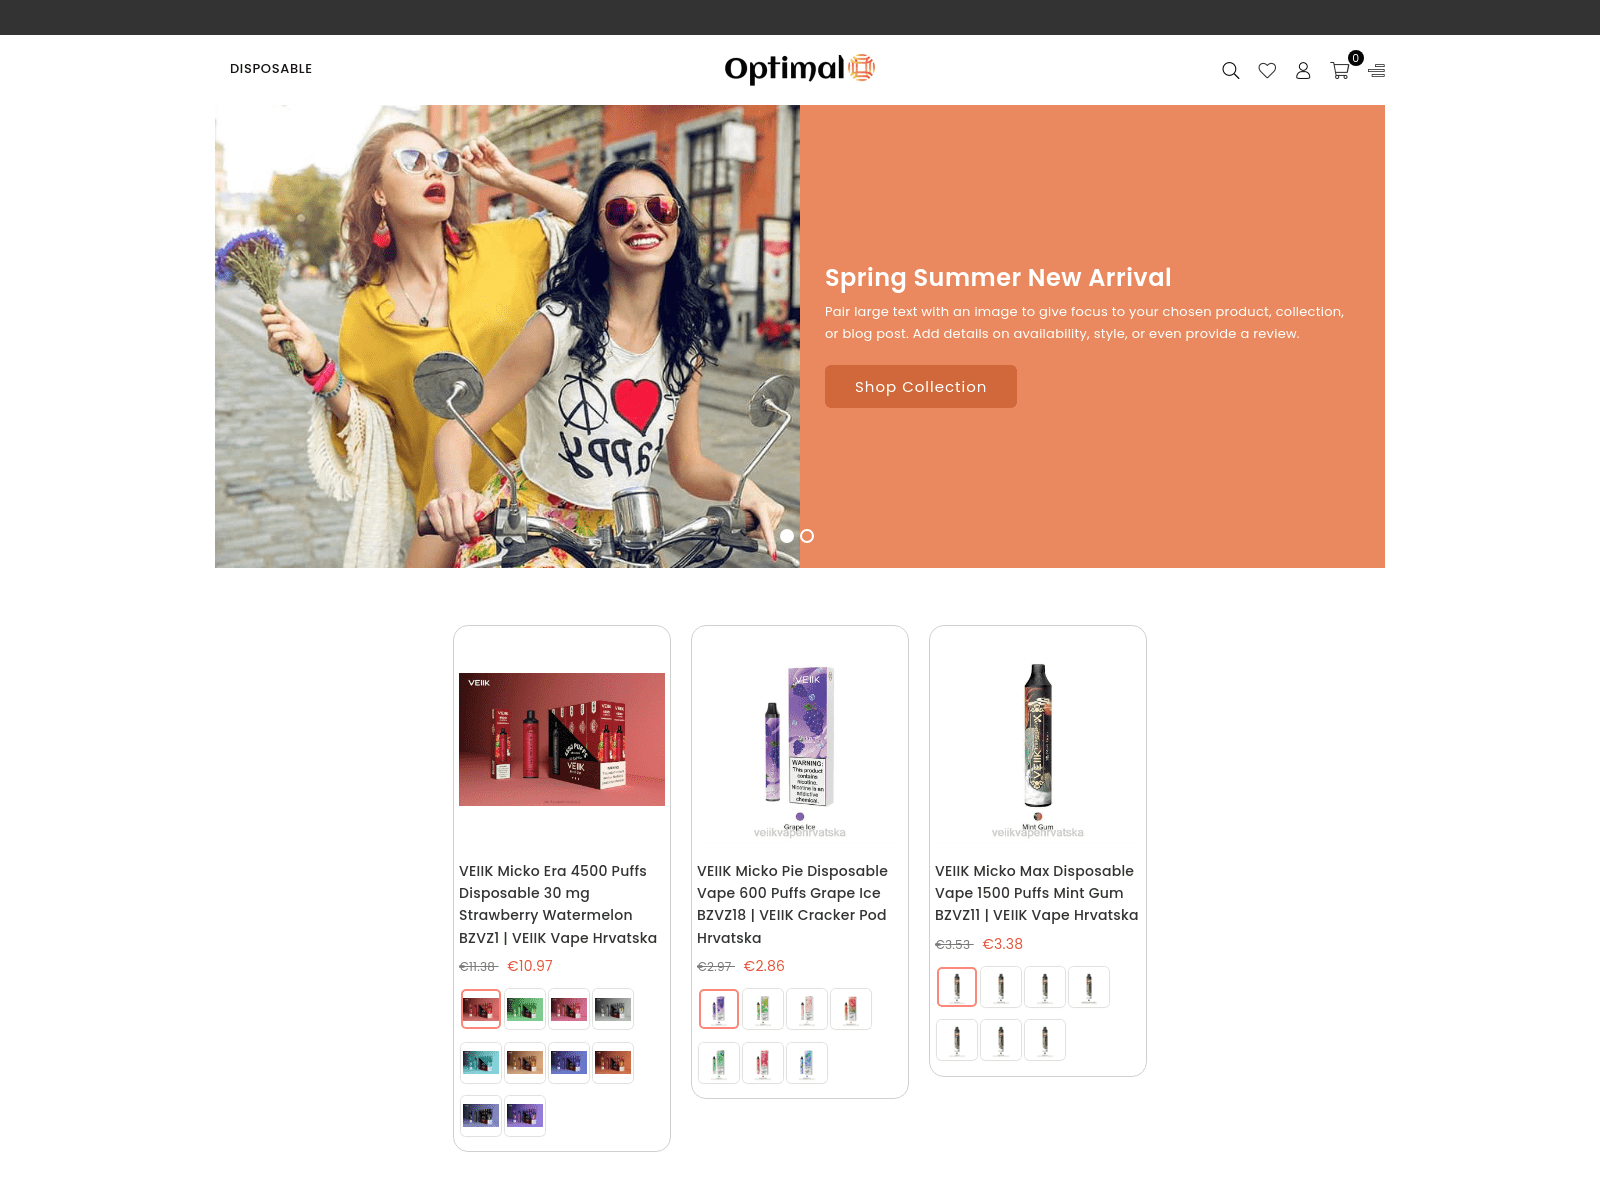 DISPOSABLE
Optimal
0
Spring Summer New Arrival
Pair large text with an image to give focus to your chosen product, collection,
or blog post. Add details on availability, style, or even provide a review.
Shop Collection
VEIIK
VEIIK
VEIIK
WARNING:
This product
contains
nicotine.
Nicotine is an
addictive
chemical.
Grape Ice
veiikvapehrvatska
VEIIK
Mint Gum
veiikvapehrvatska
VEIIK Micko Era 4500 Puffs
Disposable 30 mg
Strawberry Watermelon
BZVZ1 | VEIIK Vape Hrvatska
€11.38 €10.97
VEIIK Micko Pie Disposable
Vape 600 Puffs Grape Ice
BZVZ18 | VEIIK Cracker Pod
Hrvatska
€2.97 €2.86
VEIIK Micko Max Disposable
Vape 1500 Puffs Mint Gum
BZVZ11 | VEIIK Vape Hrvatska
€3.53 €3.38